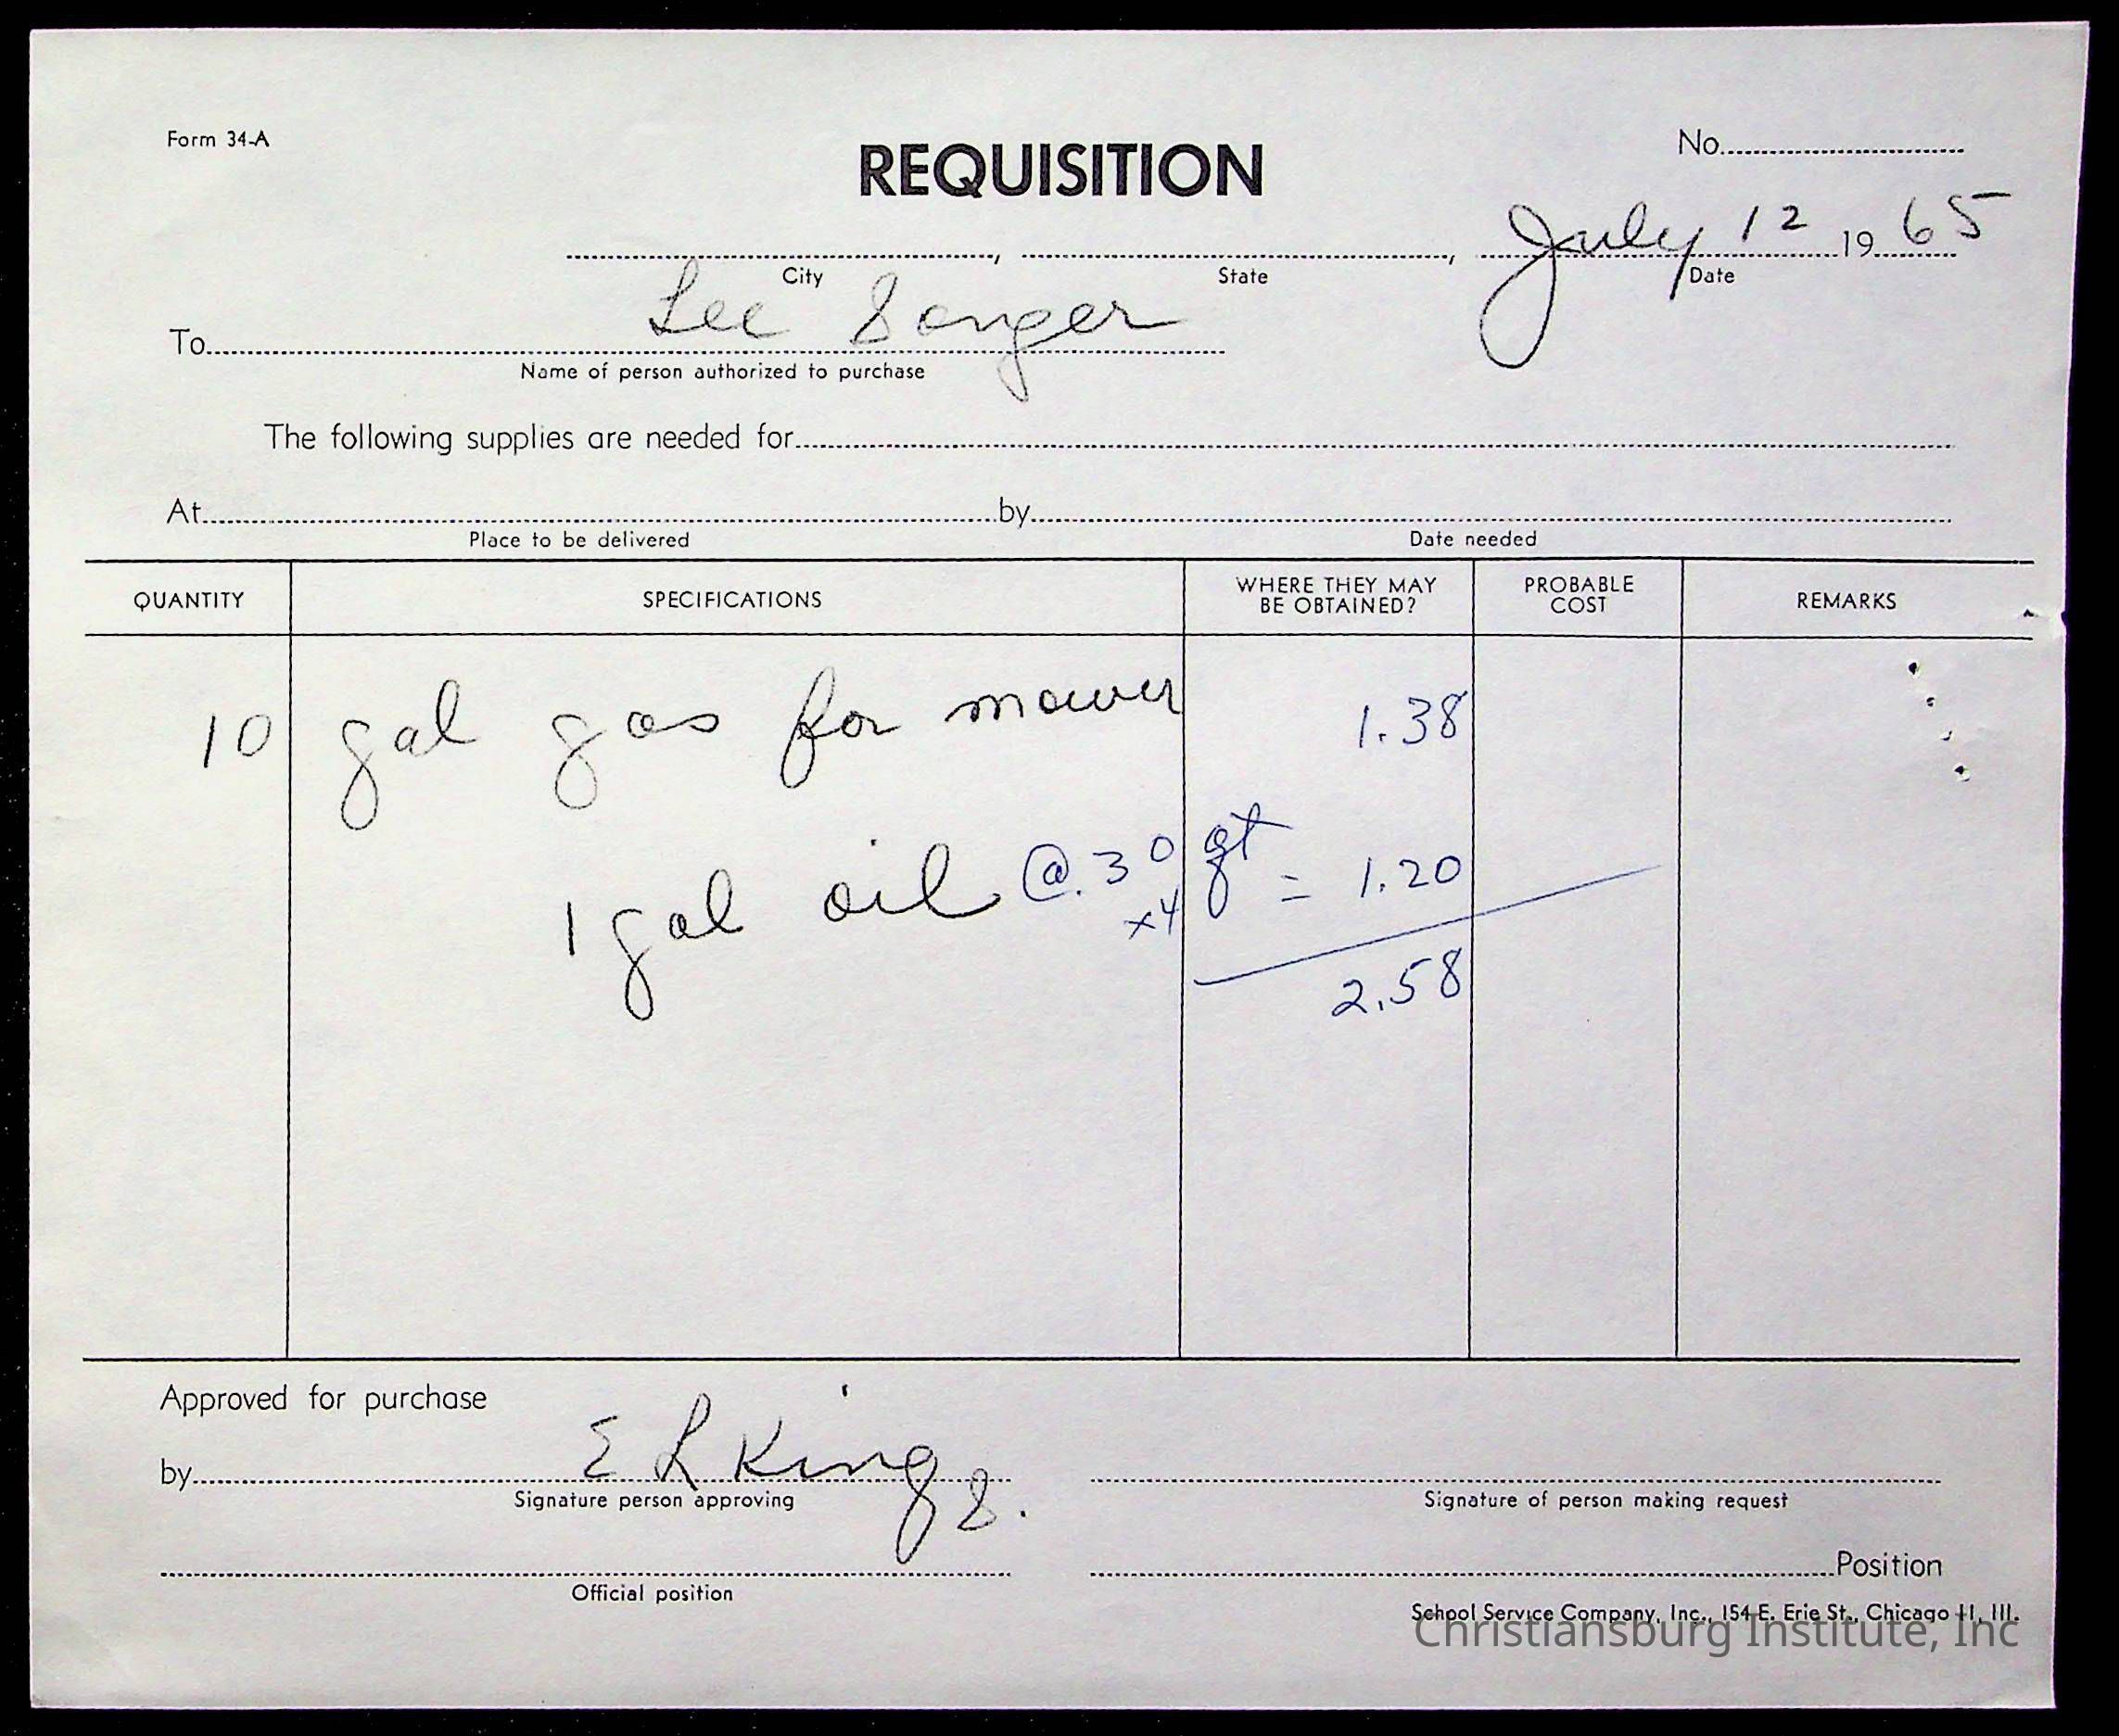 Form 34-A
REQUISITION
No.
July 12 1965
City State Date
To Lee Songer
Name of person authorized to purchase
The following supplies are needed for
At by
Place to be delivered Date needed
QUANTITY SPECIFICATIONS WHERE THEY MAY BE OBTAINED? PROBABLE COST REMARKS
10 gal gas for mower 1.38
1 gal oil @ .30 qt = 1.20
x4
2.58
Approved for purchase
by E R King
Signature person approving Signature of person making request
Position
Official position
School Service Company, Inc., 154 E. Erie St., Chicago 11, Ill.
Christiansburg Institute, Inc